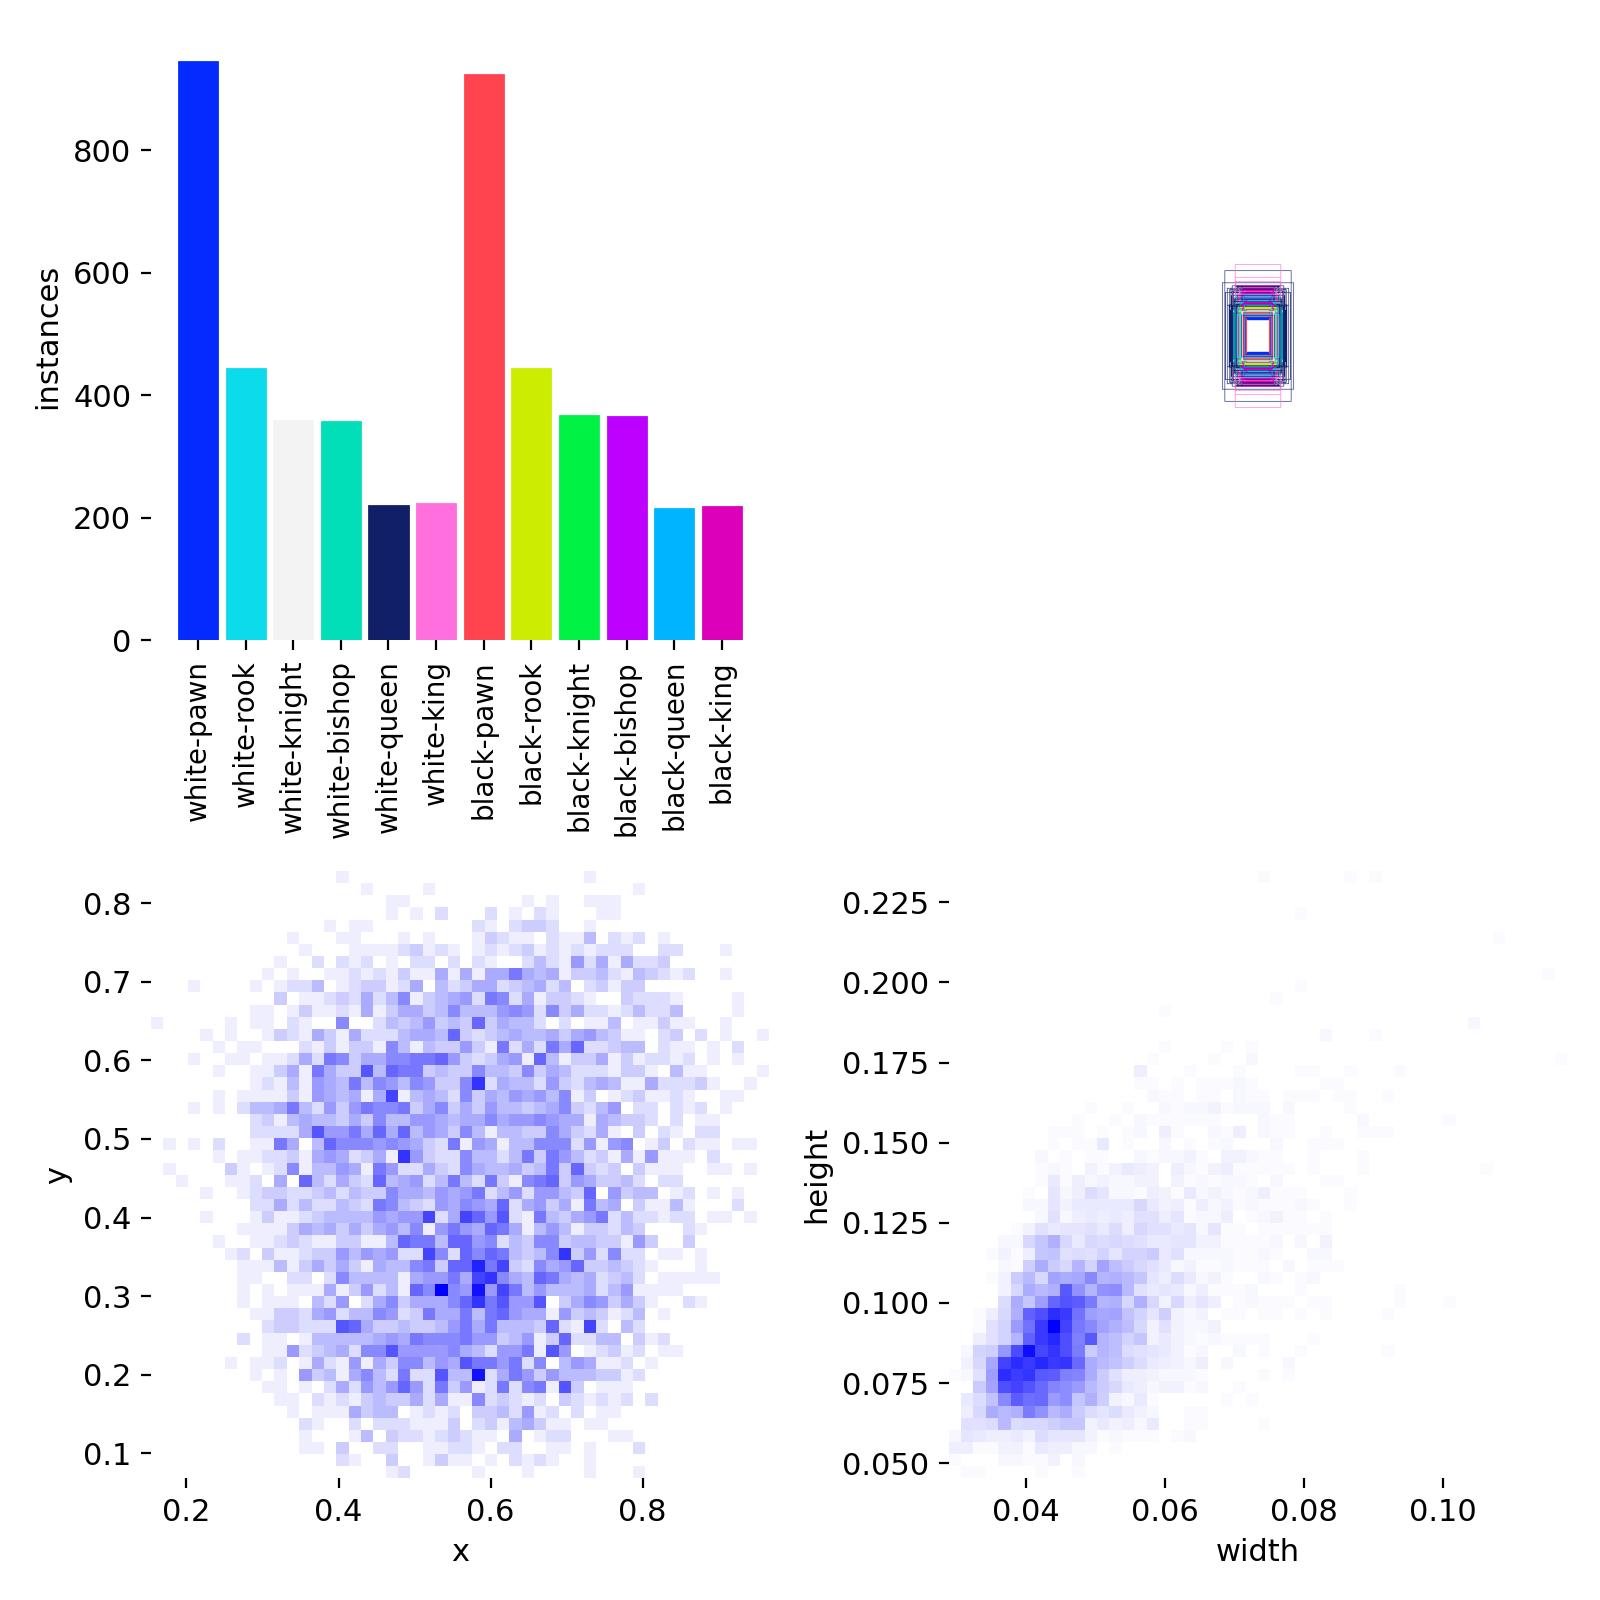 instances
800
600
400
200
0
white-pawn
white-rook
white-knight
white-bishop
white-queen
white-king
black-pawn
black-rook
black-knight
black-bishop
black-queen
black-king
y
0.8
0.7
0.6
0.5
0.4
0.3
0.2
0.1
0.2
0.4
0.6
0.8
x
height
0.225
0.200
0.175
0.150
0.125
0.100
0.075
0.050
0.04
0.06
0.08
0.10
width